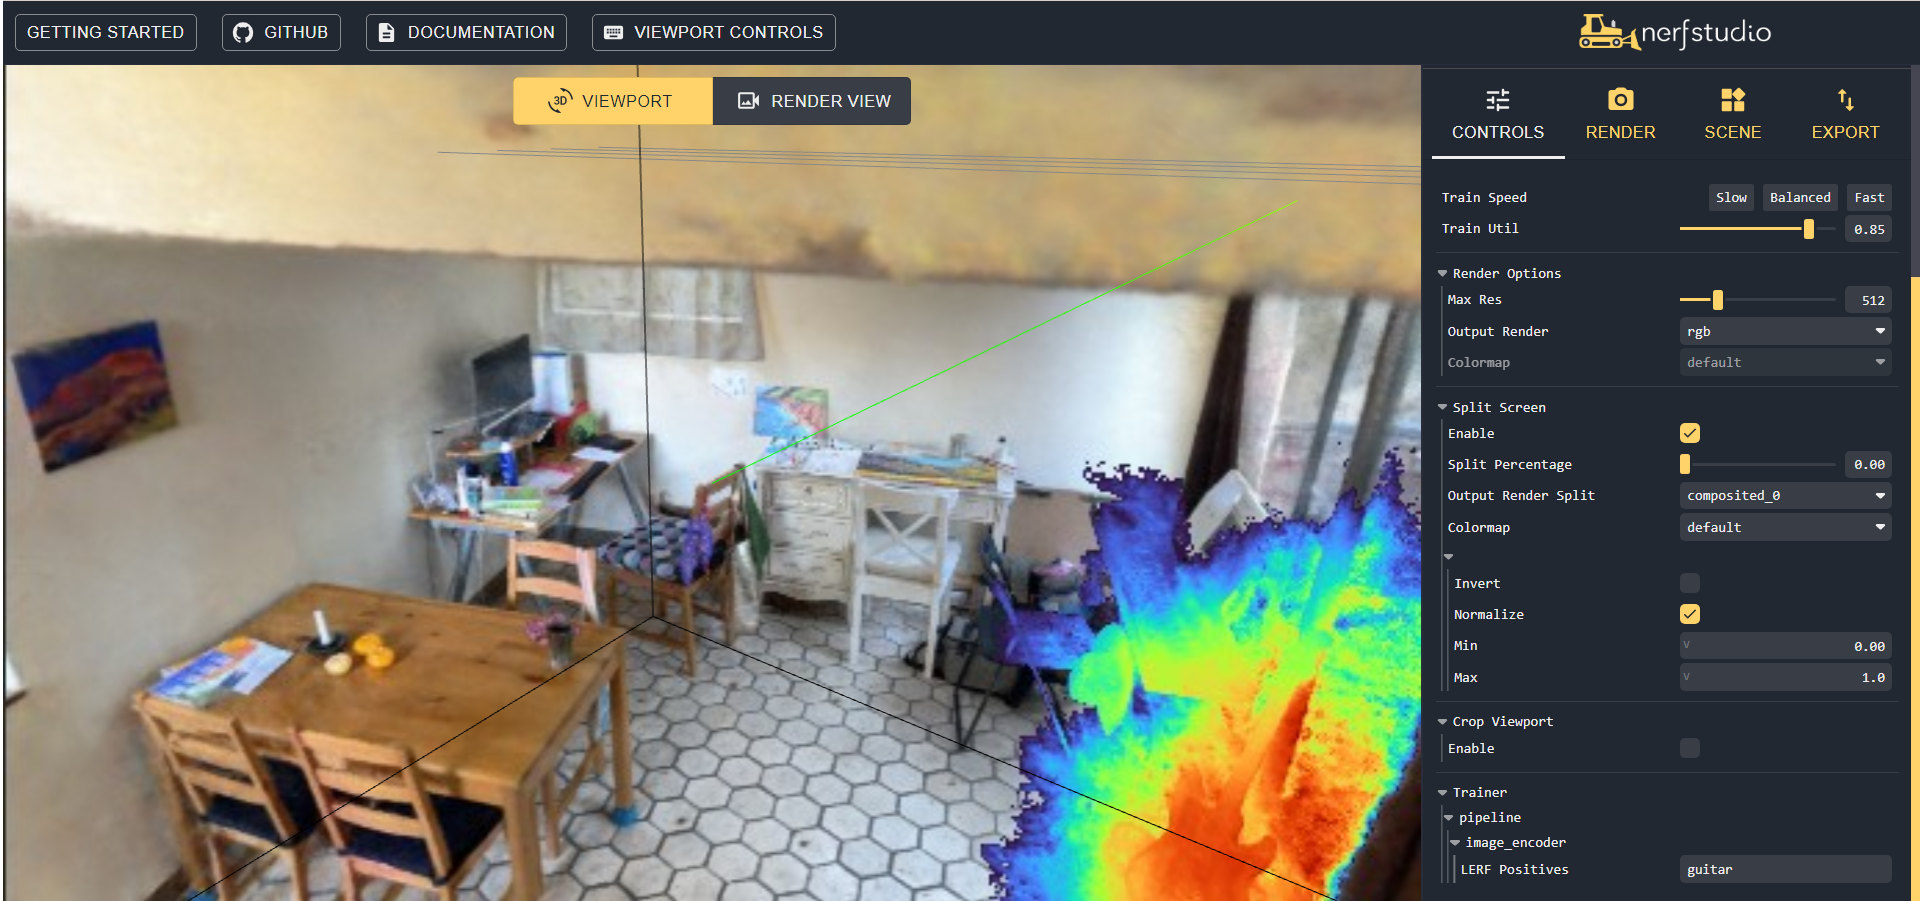 GETTING STARTED
GITHUB
DOCUMENTATION
VIEWPORT CONTROLS
nerfstudio
3D VIEWPORT
RENDER VIEW
CONTROLS
RENDER
SCENE
EXPORT
Train Speed Slow Balanced Fast
Train Util 0.85
Render Options
Max Res 512
Output Render rgb
Colormap default
Split Screen
Enable
Split Percentage 0.00
Output Render Split composited_0
Colormap default
Invert
Normalize
Min V 0.00
Max V 1.0
Crop Viewport
Enable
Trainer
pipeline
image_encoder
LERF Positives guitar